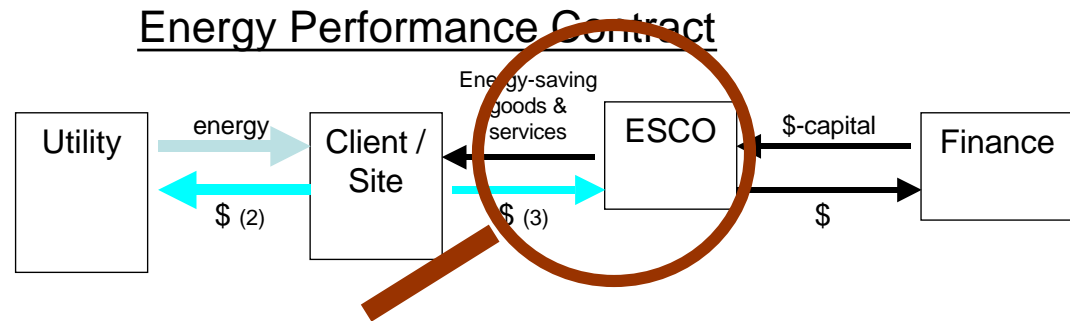 Energy Performance Contract
Utility
energy
$ (2)
Client /
Site
Energy-saving
goods &
services
$ (3)
ESCO
$-capital
$
Finance